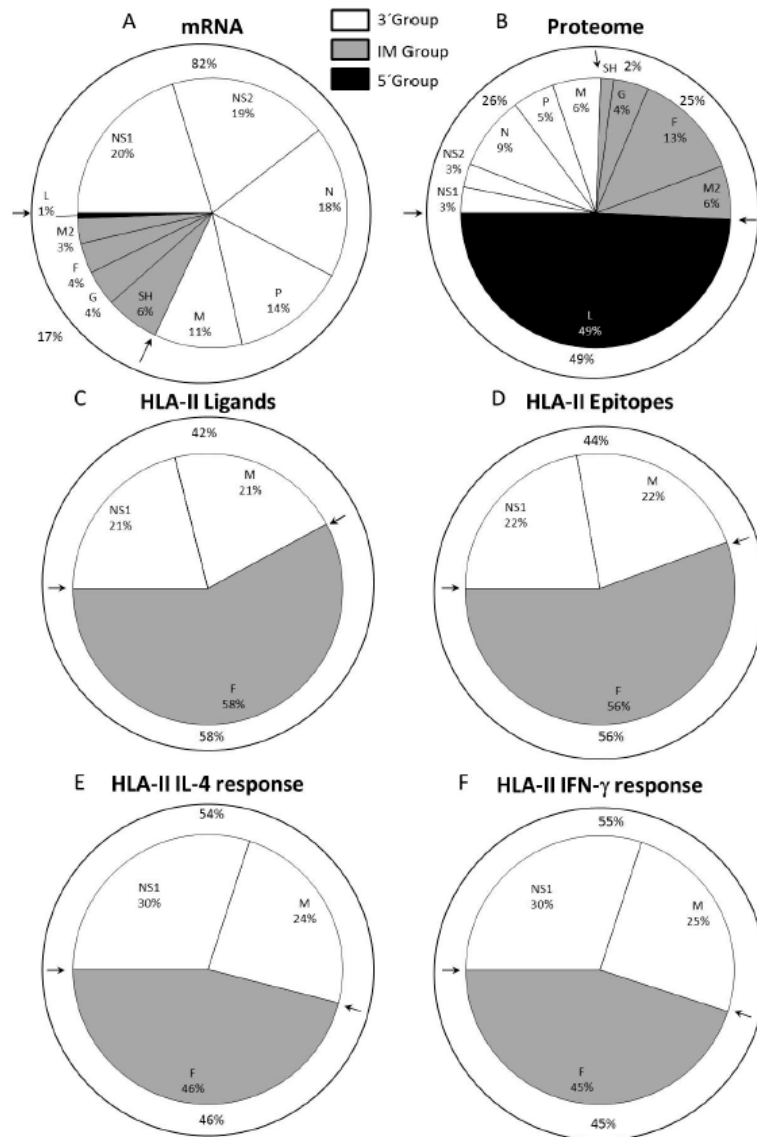 A
mRNA
3´Group
IM Group
5´Group
B
Proteome
82%
NS2
19%
NS1
20%
N
18%
L
1%
M2
3%
F
4%
G
4%
SH
6%
M
11%
P
14%
17%
SH
2%
26%
25%
M
6%
G
4%
P
5%
F
13%
N
9%
NS2
3%
NS1
3%
M2
6%
L
49%
49%
C
HLA-II Ligands
42%
M
21%
NS1
21%
F
58%
58%
D
HLA-II Epitopes
44%
M
22%
NS1
22%
F
56%
56%
E
HLA-II IL-4 response
54%
NS1
30%
M
24%
F
46%
46%
F
HLA-II IFN-γ response
55%
NS1
30%
M
25%
F
45%
45%